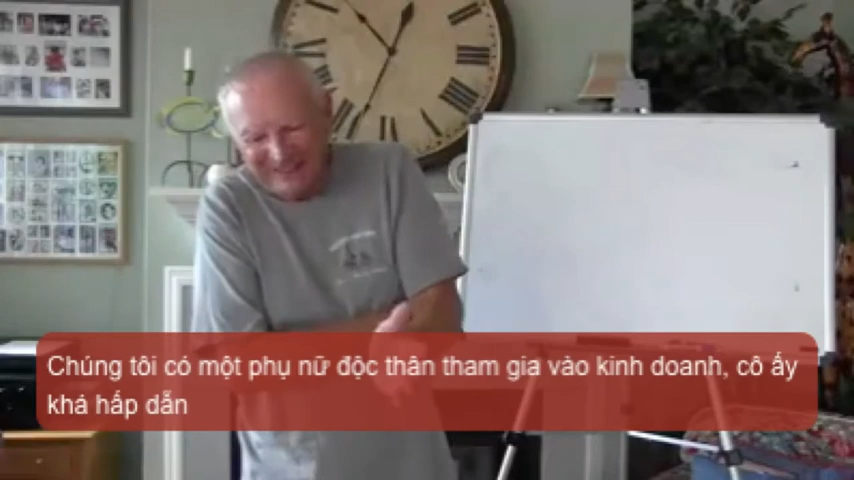 Chúng tôi có một phụ nữ độc thân tham gia vào kinh doanh, cô ấy
khá hấp dẫn